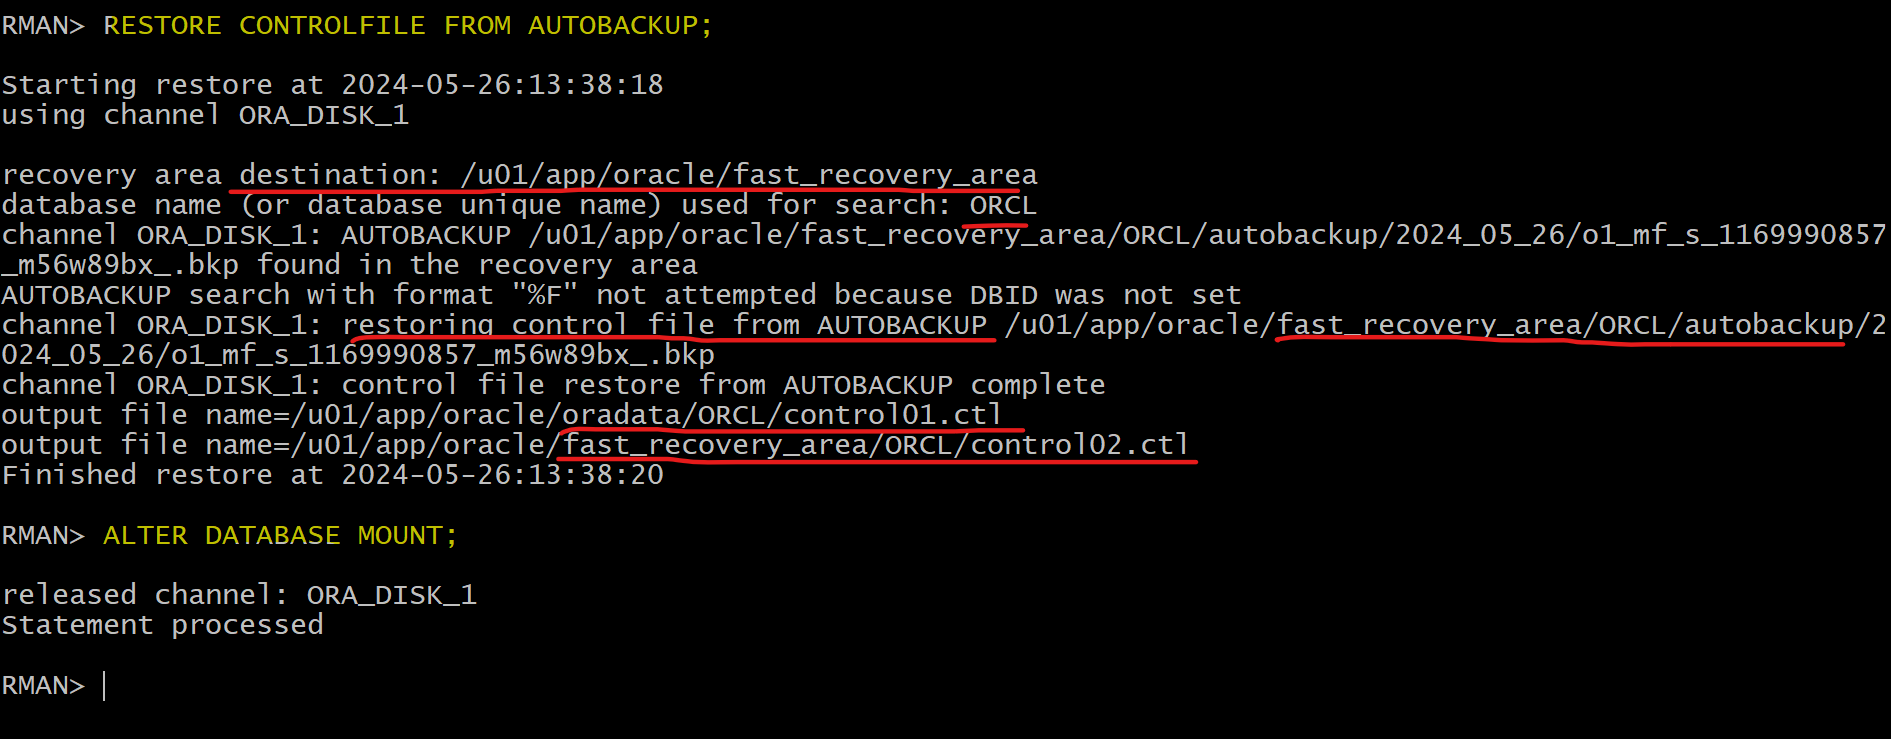 RMAN> RESTORE CONTROLFILE FROM AUTOBACKUP;
Starting restore at 2024-05-26:13:38:18
using channel ORA_DISK_1
recovery area destination: /u01/app/oracle/fast_recovery_area
database name (or database unique name) used for search: ORCL
channel ORA_DISK_1: AUTOBACKUP /u01/app/oracle/fast_recovery_area/ORCL/autobackup/2024_05_26/o1_mf_s_1169990857
_m56w89bx_.bkp found in the recovery area
AUTOBACKUP search with format "%F" not attempted because DBID was not set
channel ORA_DISK_1: restoring control file from AUTOBACKUP /u01/app/oracle/fast_recovery_area/ORCL/autobackup/2
024_05_26/o1_mf_s_1169990857_m56w89bx_.bkp
channel ORA_DISK_1: control file restore from AUTOBACKUP complete
output file name=/u01/app/oracle/oradata/ORCL/control01.ctl
output file name=/u01/app/oracle/fast_recovery_area/ORCL/control02.ctl
Finished restore at 2024-05-26:13:38:20
RMAN> ALTER DATABASE MOUNT;
released channel: ORA_DISK_1
Statement processed
RMAN>